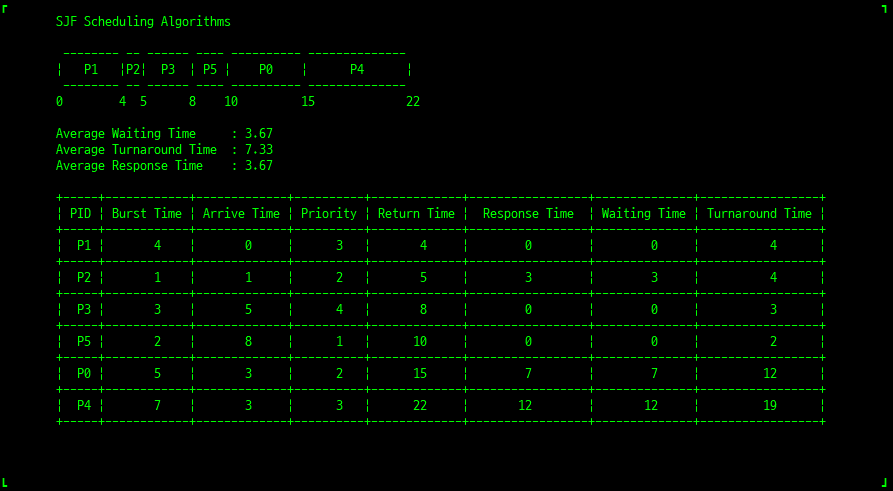 SJF Scheduling Algorithms
 -------- -- ------ ---- ---------- --------------
¦   P1   ¦P2¦  P3  ¦ P5 ¦    P0    ¦      P4      ¦
 -------- -- ------ ---- ---------- --------------
0        4  5      8    10         15             22
Average Waiting Time     : 3.67
Average Turnaround Time  : 7.33
Average Response Time    : 3.67
+-----+------------+-------------+----------+-------------+-----------------+--------------+-----------------+
¦ PID ¦ Burst Time ¦ Arrive Time ¦ Priority ¦ Return Time ¦  Response Time  ¦ Waiting Time ¦ Turnaround Time ¦
+-----+------------+-------------+----------+-------------+-----------------+--------------+-----------------+
¦  P1 ¦       4    ¦       0     ¦     3    ¦      4      ¦        0        ¦       0      ¦         4       ¦
+-----+------------+-------------+----------+-------------+-----------------+--------------+-----------------+
¦  P2 ¦       1    ¦       1     ¦     2    ¦      5      ¦        3        ¦       3      ¦         4       ¦
+-----+------------+-------------+----------+-------------+-----------------+--------------+-----------------+
¦  P3 ¦       3    ¦       5     ¦     4    ¦      8      ¦        0        ¦       0      ¦         3       ¦
+-----+------------+-------------+----------+-------------+-----------------+--------------+-----------------+
¦  P5 ¦       2    ¦       8     ¦     1    ¦     10      ¦        0        ¦       0      ¦         2       ¦
+-----+------------+-------------+----------+-------------+-----------------+--------------+-----------------+
¦  P0 ¦       5    ¦       3     ¦     2    ¦     15      ¦        7        ¦       7      ¦        12       ¦
+-----+------------+-------------+----------+-------------+-----------------+--------------+-----------------+
¦  P4 ¦       7    ¦       3     ¦     3    ¦     22      ¦       12        ¦      12      ¦        19       ¦
+-----+------------+-------------+----------+-------------+-----------------+--------------+-----------------+